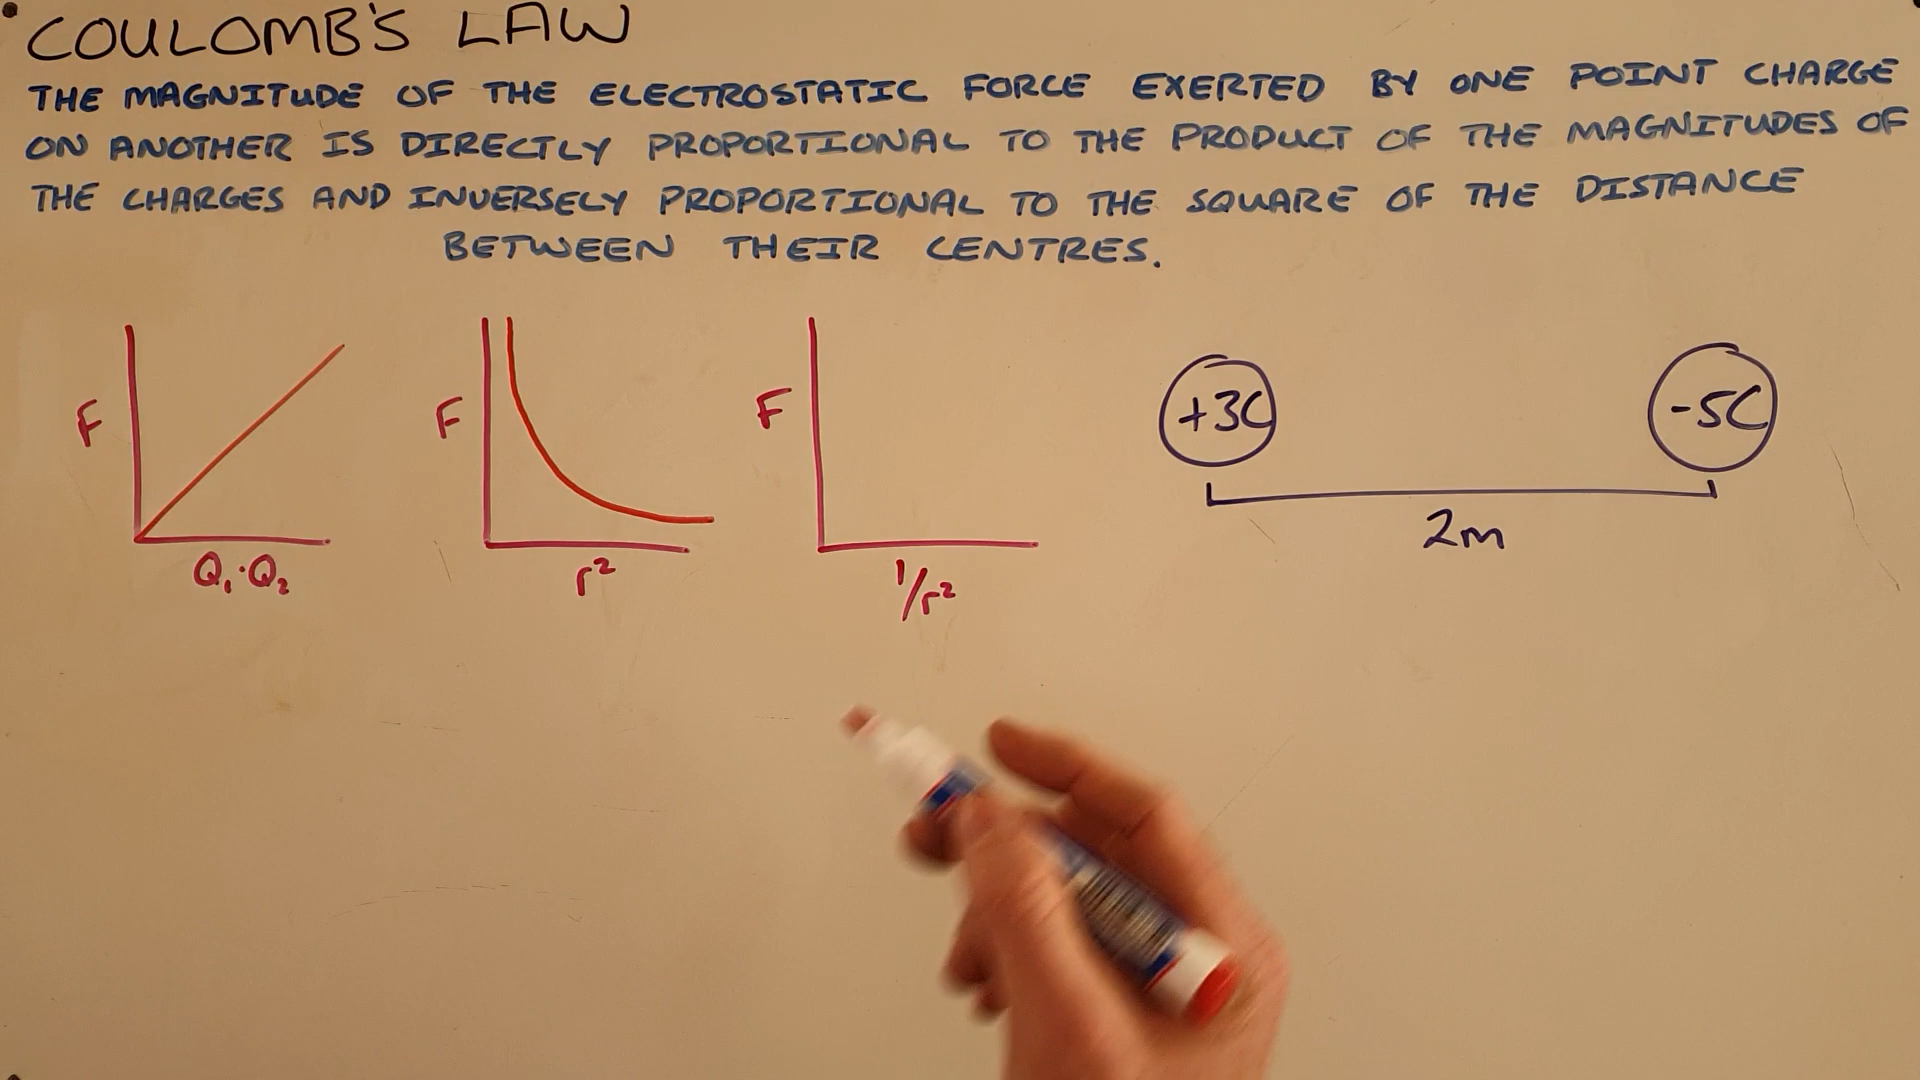 COULOMB'S LAW
THE MAGNITUDE OF THE ELECTROSTATIC FORCE EXERTED BY ONE POINT CHARGE
ON ANOTHER IS DIRECTLY PROPORTIONAL TO THE PRODUCT OF THE MAGNITUDES OF
THE CHARGES AND INVERSELY PROPORTIONAL TO THE SQUARE OF THE DISTANCE
BETWEEN THEIR CENTRES.
F
Q₁·Q₂
F
r²
F
1/r²
+3C
-5C
2m